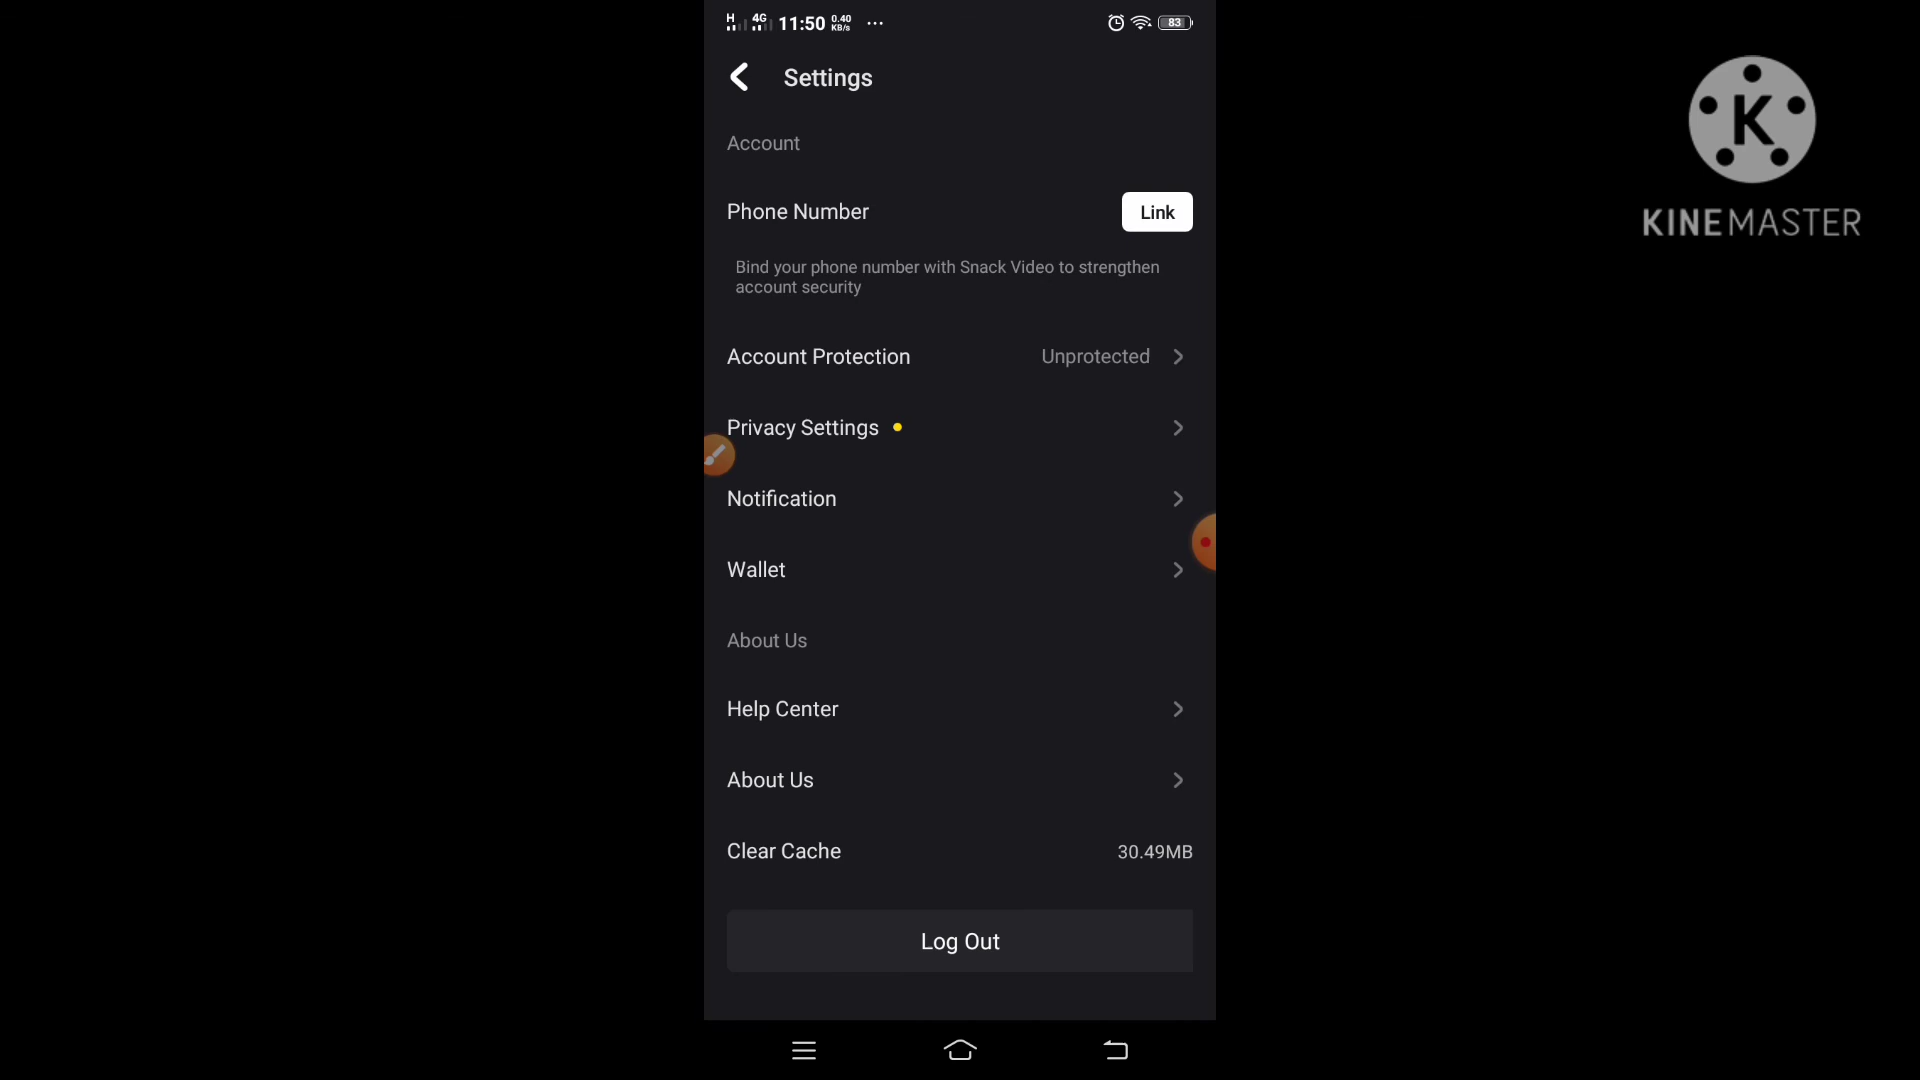 H 4G 11:50 0.40 KB/s ... 83
Settings
Account
Phone Number Link
Bind your phone number with Snack Video to strengthen
account security
Account Protection Unprotected
Privacy Settings
Notification
Wallet
About Us
Help Center
About Us
Clear Cache 30.49MB
Log Out
K
KINEMASTER